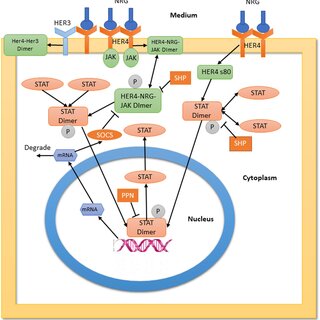 NRG
NRG
Medium
HER3
Her4-Her3
Dimer
HER4
HER4-NRG-
JAK DImer
HER4
JAK
JAK
P
SHP
HER4 s80
STAT
STAT
HER4-NRG-
JAK DImer
STAT
Dimer
P
STAT
STAT
Dimer
STAT
P
SHP
SOCS
STAT
Degrade
mRNA
STAT
Cytoplasm
PPN
P
mRNA
STAT
Dimer
Nucleus